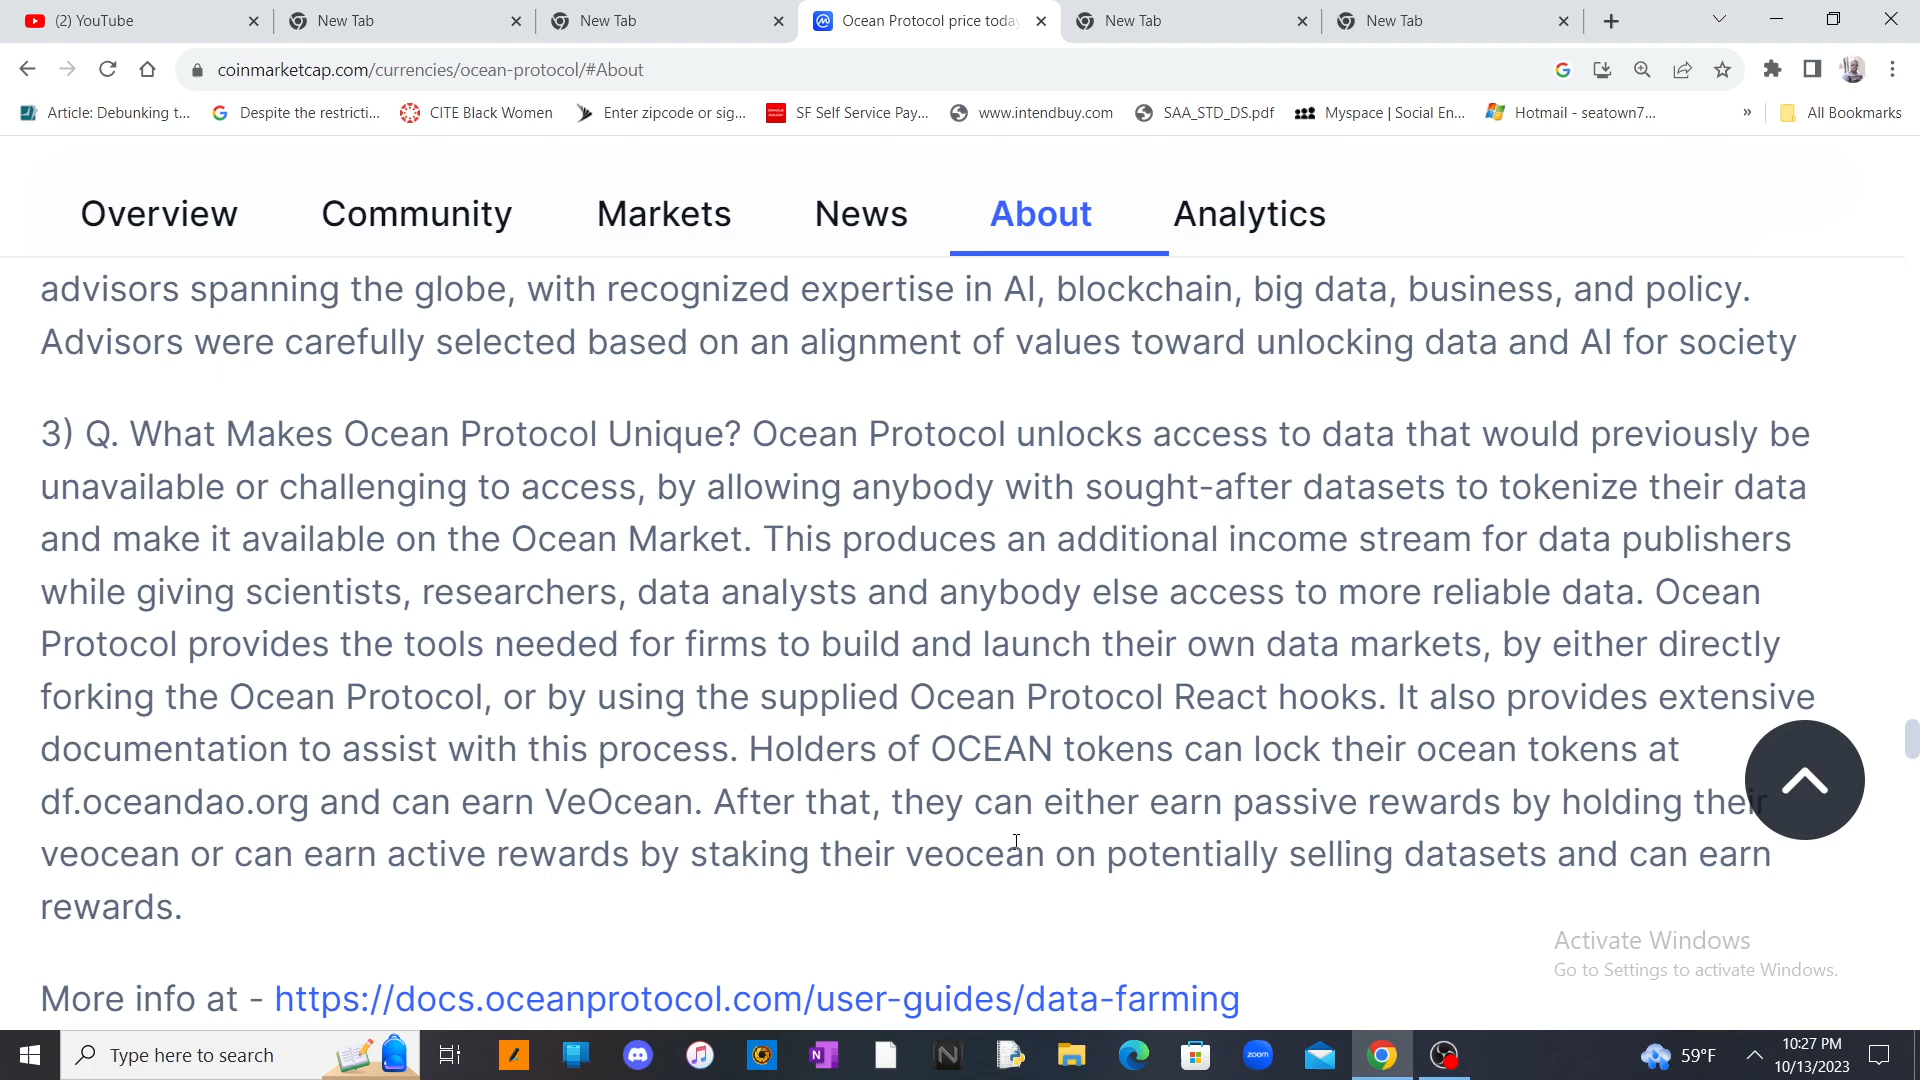 (2) YouTube
New Tab
New Tab
Ocean Protocol price today
New Tab
New Tab
coinmarketcap.com/currencies/ocean-protocol/#About
Article: Debunking t...
Despite the restricti...
CITE Black Women
Enter zipcode or sig...
SF Self Service Pay...
www.intendbuy.com
SAA_STD_DS.pdf
Myspace | Social En...
Hotmail - seatown7...
»
All Bookmarks
Overview Community Markets News About Analytics
advisors spanning the globe, with recognized expertise in AI, blockchain, big data, business, and policy.
Advisors were carefully selected based on an alignment of values toward unlocking data and AI for society
3) Q. What Makes Ocean Protocol Unique? Ocean Protocol unlocks access to data that would previously be
unavailable or challenging to access, by allowing anybody with sought-after datasets to tokenize their data
and make it available on the Ocean Market. This produces an additional income stream for data publishers
while giving scientists, researchers, data analysts and anybody else access to more reliable data. Ocean
Protocol provides the tools needed for firms to build and launch their own data markets, by either directly
forking the Ocean Protocol, or by using the supplied Ocean Protocol React hooks. It also provides extensive
documentation to assist with this process. Holders of OCEAN tokens can lock their ocean tokens at
df.oceandao.org and can earn VeOcean. After that, they can either earn passive rewards by holding their
veocean or can earn active rewards by staking their veocean on potentially selling datasets and can earn
rewards.
Activate Windows
Go to Settings to activate Windows.
More info at - https://docs.oceanprotocol.com/user-guides/data-farming
Type here to search
zoom
59°F
10:27 PM
10/13/2023